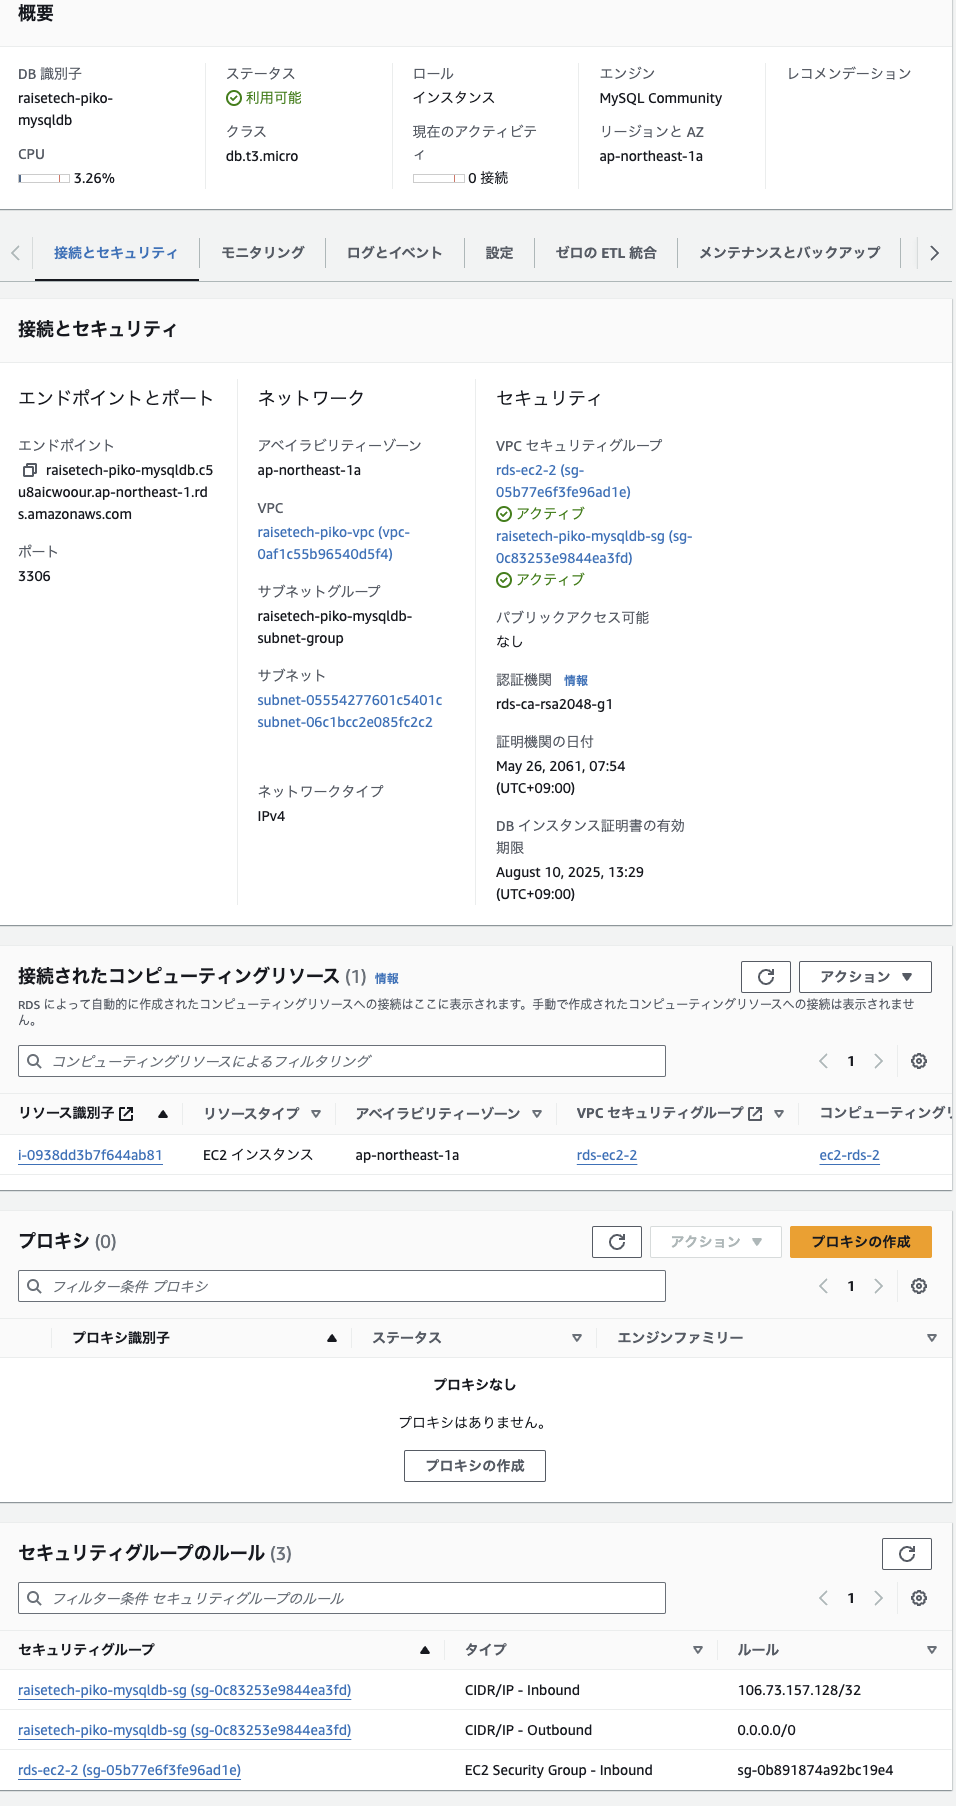 概要
DB 識別子
raisetech-piko-
mysqldb
CPU
3.26%
ステータス
利用可能
クラス
db.t3.micro
ロール
インスタンス
現在のアクティビテ
ィ
0 接続
エンジン
MySQL Community
リージョンと AZ
ap-northeast-1a
レコメンデーション
接続とセキュリティ
モニタリング
ログとイベント
設定
ゼロの ETL 統合
メンテナンスとバックアップ
接続とセキュリティ
エンドポイントとポート
エンドポイント
raisetech-piko-mysqldb.c5
u8aicwoour.ap-northeast-1.rd
s.amazonaws.com
ポート
3306
ネットワーク
アベイラビリティーゾーン
ap-northeast-1a
VPC
raisetech-piko-vpc (vpc-
0af1c55b96540d5f4)
サブネットグループ
raisetech-piko-mysqldb-
subnet-group
サブネット
subnet-05554277601c5401c
subnet-06c1bcc2e085fc2c2
ネットワークタイプ
IPv4
セキュリティ
VPC セキュリティグループ
rds-ec2-2 (sg-
05b77e6f3fe96ad1e)
アクティブ
raisetech-piko-mysqldb-sg (sg-
0c83253e9844ea3fd)
アクティブ
パブリックアクセス可能
なし
認証機関 情報
rds-ca-rsa2048-g1
証明機関の日付
May 26, 2061, 07:54
(UTC+09:00)
DB インスタンス証明書の有効
期限
August 10, 2025, 13:29
(UTC+09:00)
接続されたコンピューティングリソース (1) 情報
アクション
RDS によって自動的に作成されたコンピューティングリソースへの接続はここに表示されます。手動で作成されたコンピューティングリソースへの接続は表示されませ
ん。
コンピューティングリソースによるフィルタリング
1
リソース識別子 リソースタイプ アベイラビリティーゾーン VPC セキュリティグループ コンピューティングリ
i-0938dd3b7f644ab81 EC2 インスタンス ap-northeast-1a rds-ec2-2 ec2-rds-2
プロキシ (0)
アクション
プロキシの作成
フィルター条件 プロキシ
1
プロキシ識別子 ステータス エンジンファミリー
プロキシなし
プロキシはありません。
プロキシの作成
セキュリティグループのルール (3)
フィルター条件 セキュリティグループのルール
1
セキュリティグループ タイプ ルール
raisetech-piko-mysqldb-sg (sg-0c83253e9844ea3fd) CIDR/IP - Inbound 106.73.157.128/32
raisetech-piko-mysqldb-sg (sg-0c83253e9844ea3fd) CIDR/IP - Outbound 0.0.0.0/0
rds-ec2-2 (sg-05b77e6f3fe96ad1e) EC2 Security Group - Inbound sg-0b891874a92bc19e4